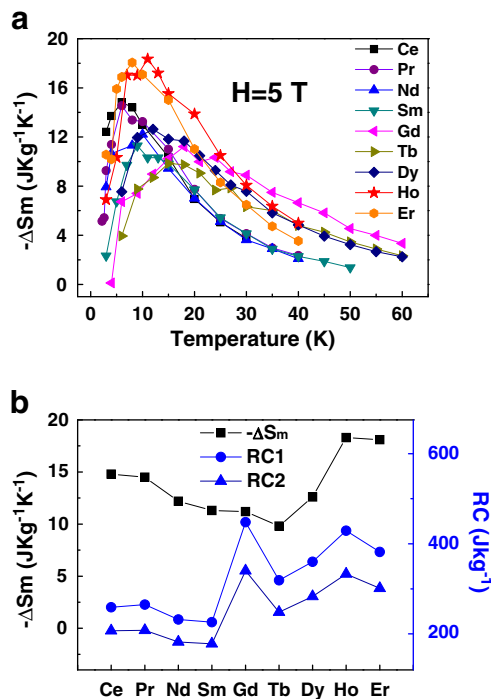 a
-ΔSm (JKg⁻¹K⁻¹)
20
16
12
8
4
0
H=5 T
Ce
Pr
Nd
Sm
Gd
Tb
Dy
Ho
Er
0 10 20 30 40 50 60
Temperature (K)
b
-ΔSm (JKg⁻¹K⁻¹)
20
15
10
5
0
-ΔSm
RC1
RC2
600
400
200
RC (Jkg⁻¹)
Ce Pr Nd Sm Gd Tb Dy Ho Er